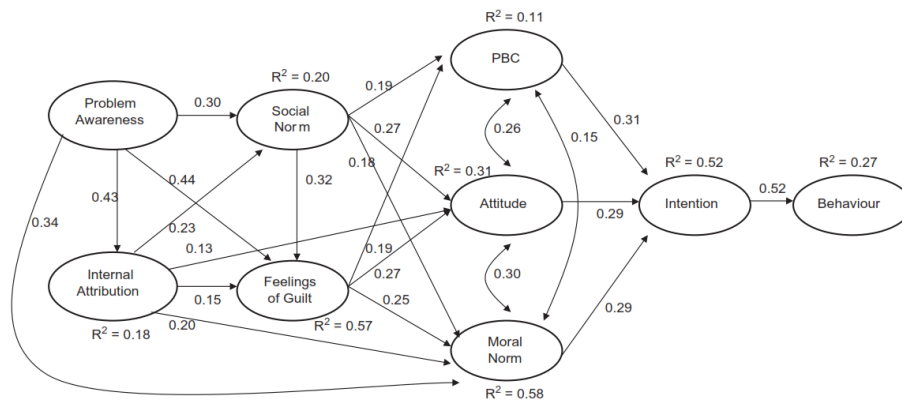 R² = 0.11
PBC
R² = 0.20
0.19
Problem
Awareness
0.30
Social
Norm
0.31
0.27
0.26
0.15
0.18
R² = 0.31
R² = 0.52
R² = 0.27
0.43
0.44
0.32
0.52
0.34
Attitude
0.29
Intention
Behaviour
0.23
0.13
0.19
Internal
Attribution
0.15
Feelings
of Guilt
0.27
0.30
0.25
0.29
R² = 0.18
0.20
R² = 0.57
Moral
Norm
R² = 0.58